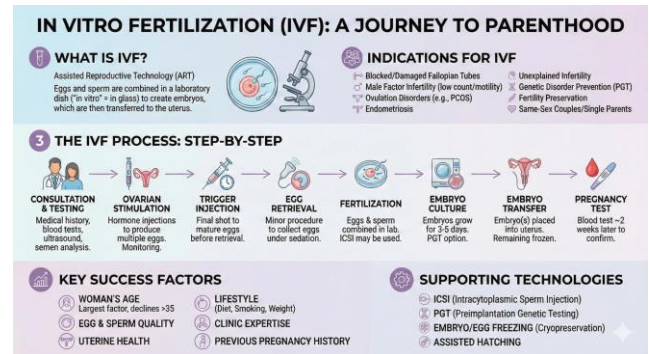 IN VITRO FERTILIZATION (IVF): A JOURNEY TO PARENTHOOD
WHAT IS IVF?
Assisted Reproductive Technology (ART)
Eggs and sperm are combined in a laboratory
dish ("in vitro" = in glass) to create embryos,
which are then transferred to the uterus.
INDICATIONS FOR IVF
Blocked/Damaged Fallopian Tubes
Male Factor Infertility (low count/motility)
Ovulation Disorders (e.g., PCOS)
Endometriosis
Unexplained Infertility
Genetic Disorder Prevention (PGT)
Fertility Preservation
Same-Sex Couples/Single Parents
3 THE IVF PROCESS: STEP-BY-STEP
CONSULTATION
& TESTING
Medical history,
blood tests,
ultrasound,
semen analysis.
OVARIAN
STIMULATION
Hormone injections
to produce
multiple eggs.
Monitoring.
TRIGGER
INJECTION
Final shot to
mature eggs
before retrieval.
EGG
RETRIEVAL
Minor procedure
to collect eggs
under sedation.
FERTILIZATION
Eggs & sperm
combined in lab.
ICSI may be used.
EMBRYO
CULTURE
Embryos grow
for 3-5 days.
PGT option.
EMBRYO
TRANSFER
Embryo(s) placed
into uterus.
Remaining frozen.
PREGNANCY
TEST
Blood test ~2
weeks later to
confirm.
KEY SUCCESS FACTORS
WOMAN'S AGE
Largest factor, declines >35
EGG & SPERM QUALITY
UTERINE HEALTH
LIFESTYLE
(Diet, Smoking, Weight)
CLINIC EXPERTISE
PREVIOUS PREGNANCY HISTORY
SUPPORTING TECHNOLOGIES
ICSI (Intracytoplasmic Sperm Injection)
PGT (Preimplantation Genetic Testing)
EMBRYO/EGG FREEZING (Cryopreservation)
ASSISTED HATCHING